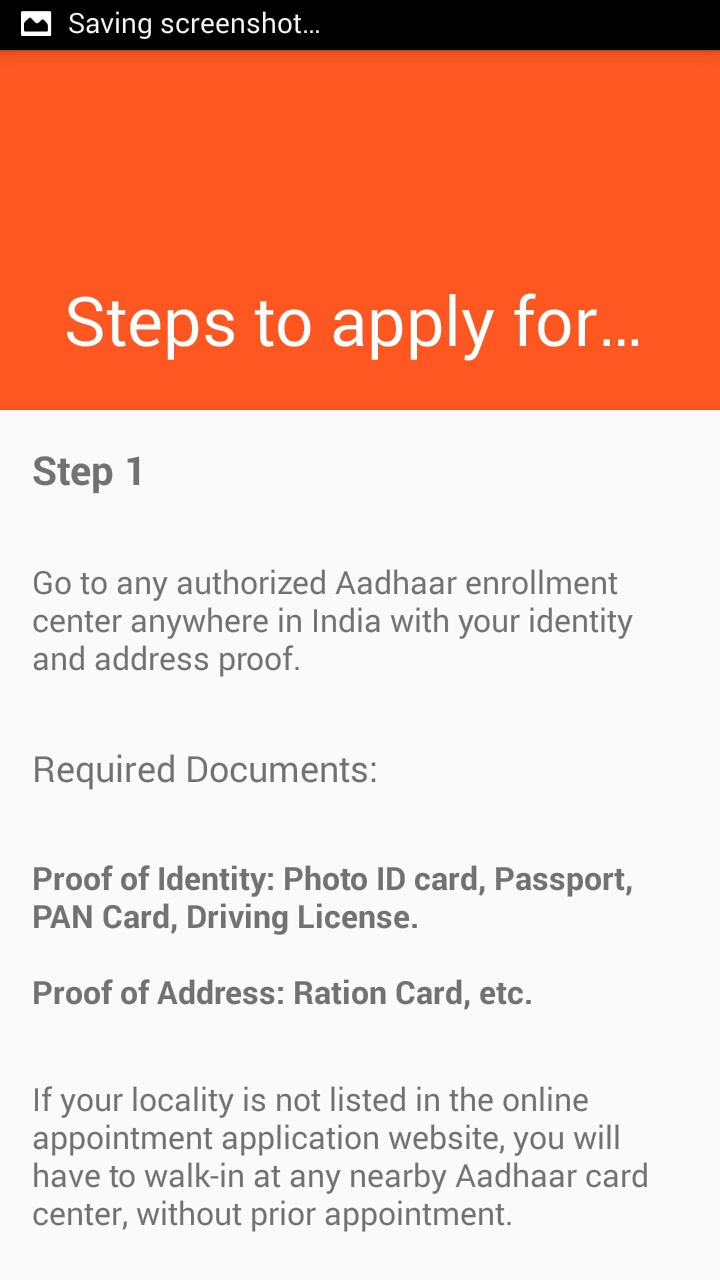 Saving screenshot...
Steps to apply for...
Step 1
Go to any authorized Aadhaar enrollment
center anywhere in India with your identity
and address proof.
Required Documents:
Proof of Identity: Photo ID card, Passport,
PAN Card, Driving License.
Proof of Address: Ration Card, etc.
If your locality is not listed in the online
appointment application website, you will
have to walk-in at any nearby Aadhaar card
center, without prior appointment.